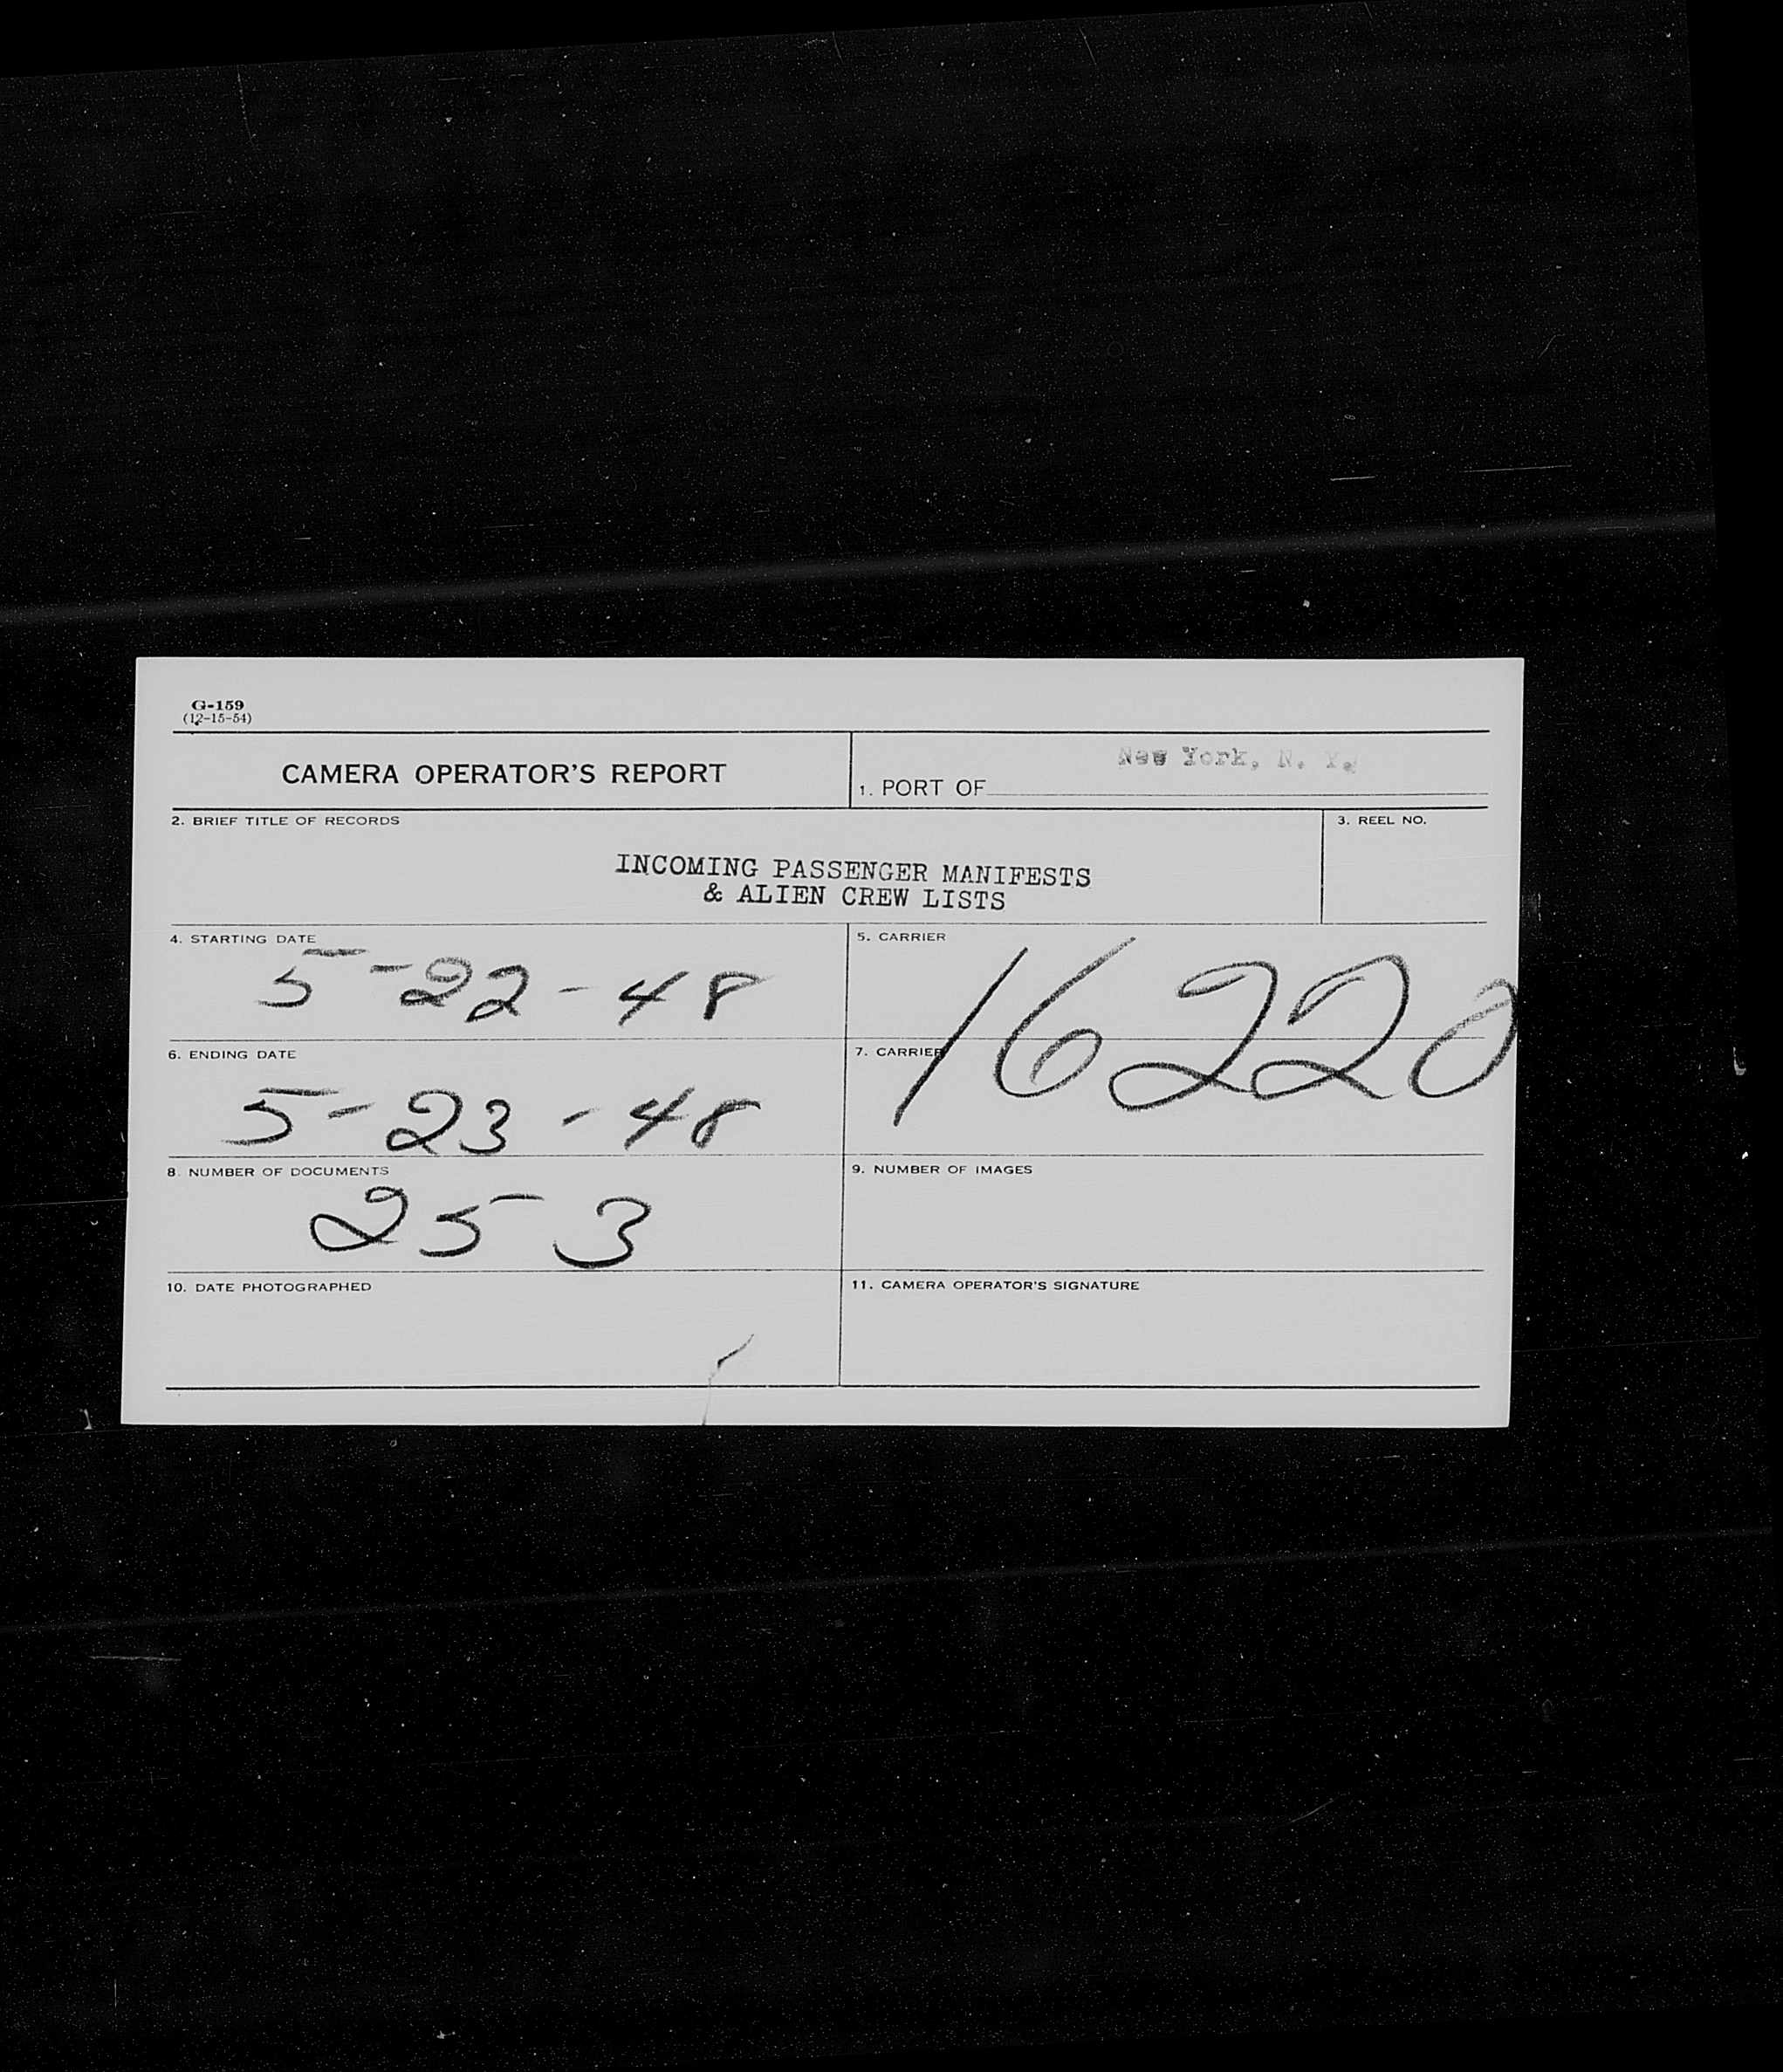 G-159
(12-15-54)
CAMERA OPERATOR'S REPORT
New York, N. Y.
1. PORT OF
2. BRIEF TITLE OF RECORDS
3. REEL NO.
INCOMING PASSENGER MANIFESTS
& ALIEN CREW LISTS
4. STARTING DATE
5-22-48
5. CARRIER
16220
6. ENDING DATE
5-23-48
7. CARRIER
8. NUMBER OF DOCUMENTS
253
9. NUMBER OF IMAGES
10. DATE PHOTOGRAPHED
11. CAMERA OPERATOR'S SIGNATURE